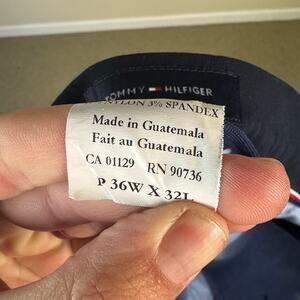 TOMMY HILFIGER
NYLON 3% SPANDEX
Made in Guatemala
Fait au Guatemala
CA 01129 RN 90736
P 36W X 32L